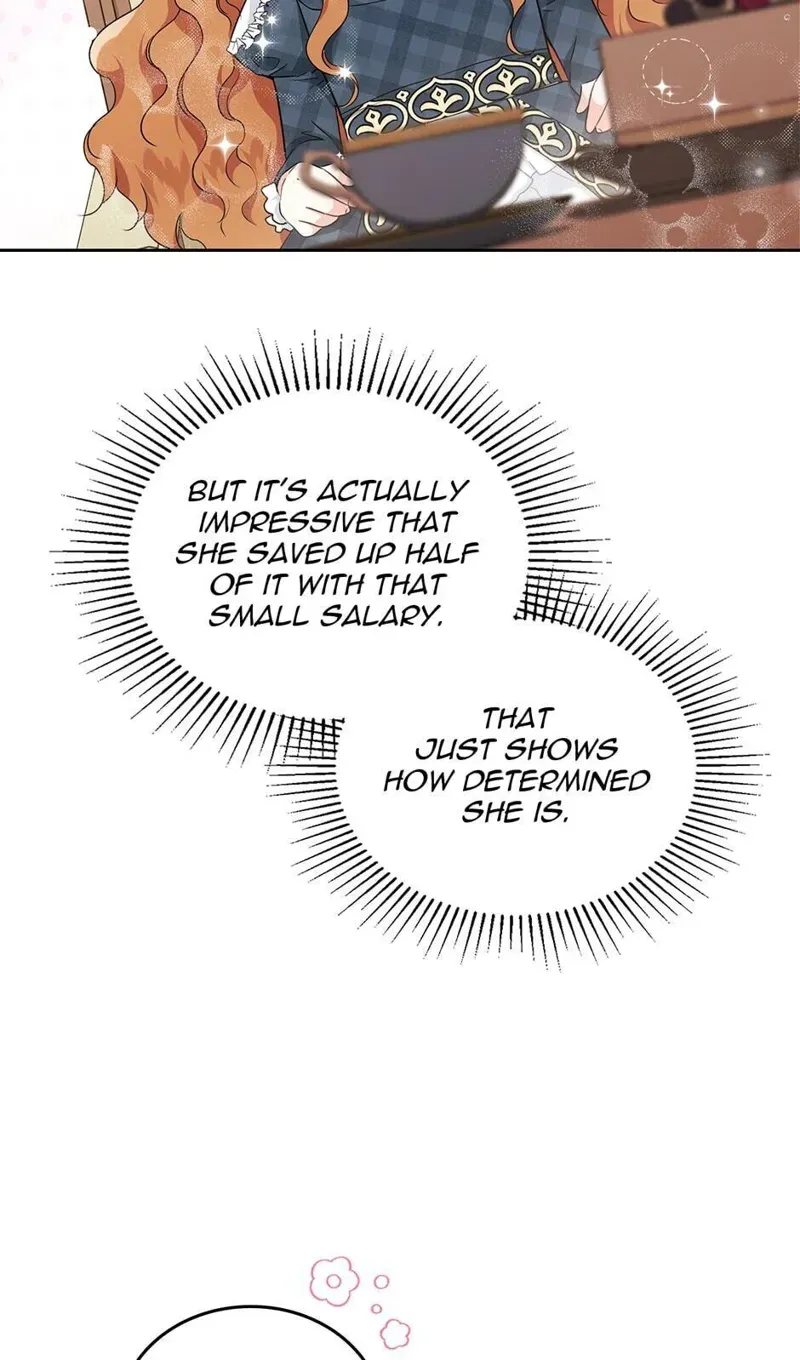 BUT IT'S ACTUALLY
IMPRESSIVE THAT
SHE SAVED UP HALF
OF IT WITH THAT
SMALL SALARY.
THAT
JUST SHOWS
HOW DETERMINED
SHE IS.